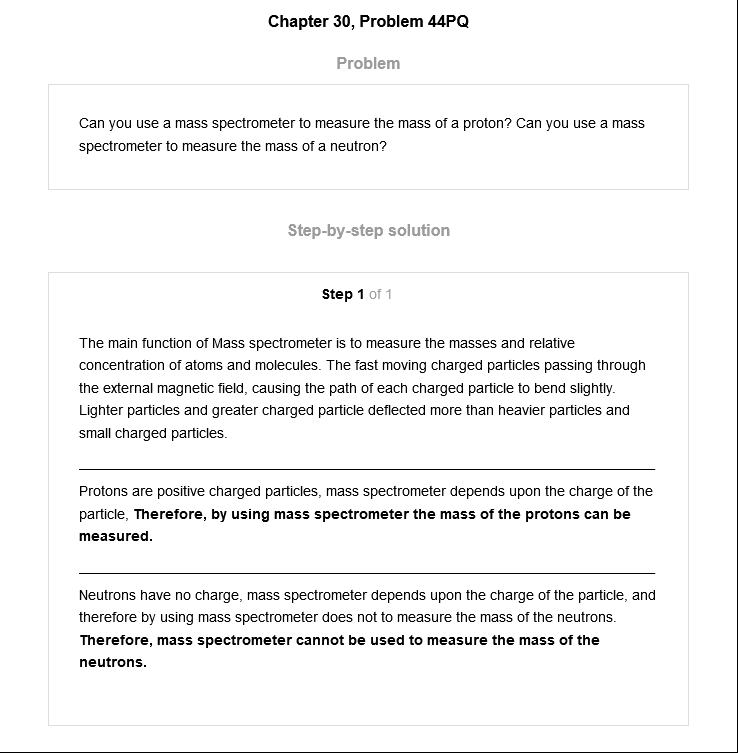 Chapter 30, Problem 44PQ
Problem
Can you use a mass spectrometer to measure the mass of a proton? Can you use a mass
spectrometer to measure the mass of a neutron?
Step-by-step solution
Step 1 of 1
The main function of Mass spectrometer is to measure the masses and relative
concentration of atoms and molecules. The fast moving charged particles passing through
the external magnetic field, causing the path of each charged particle to bend slightly.
Lighter particles and greater charged particle deflected more than heavier particles and
small charged particles.
Protons are positive charged particles, mass spectrometer depends upon the charge of the
particle, Therefore, by using mass spectrometer the mass of the protons can be
measured.
Neutrons have no charge, mass spectrometer depends upon the charge of the particle, and
therefore by using mass spectrometer does not to measure the mass of the neutrons.
Therefore, mass spectrometer cannot be used to measure the mass of the
neutrons.